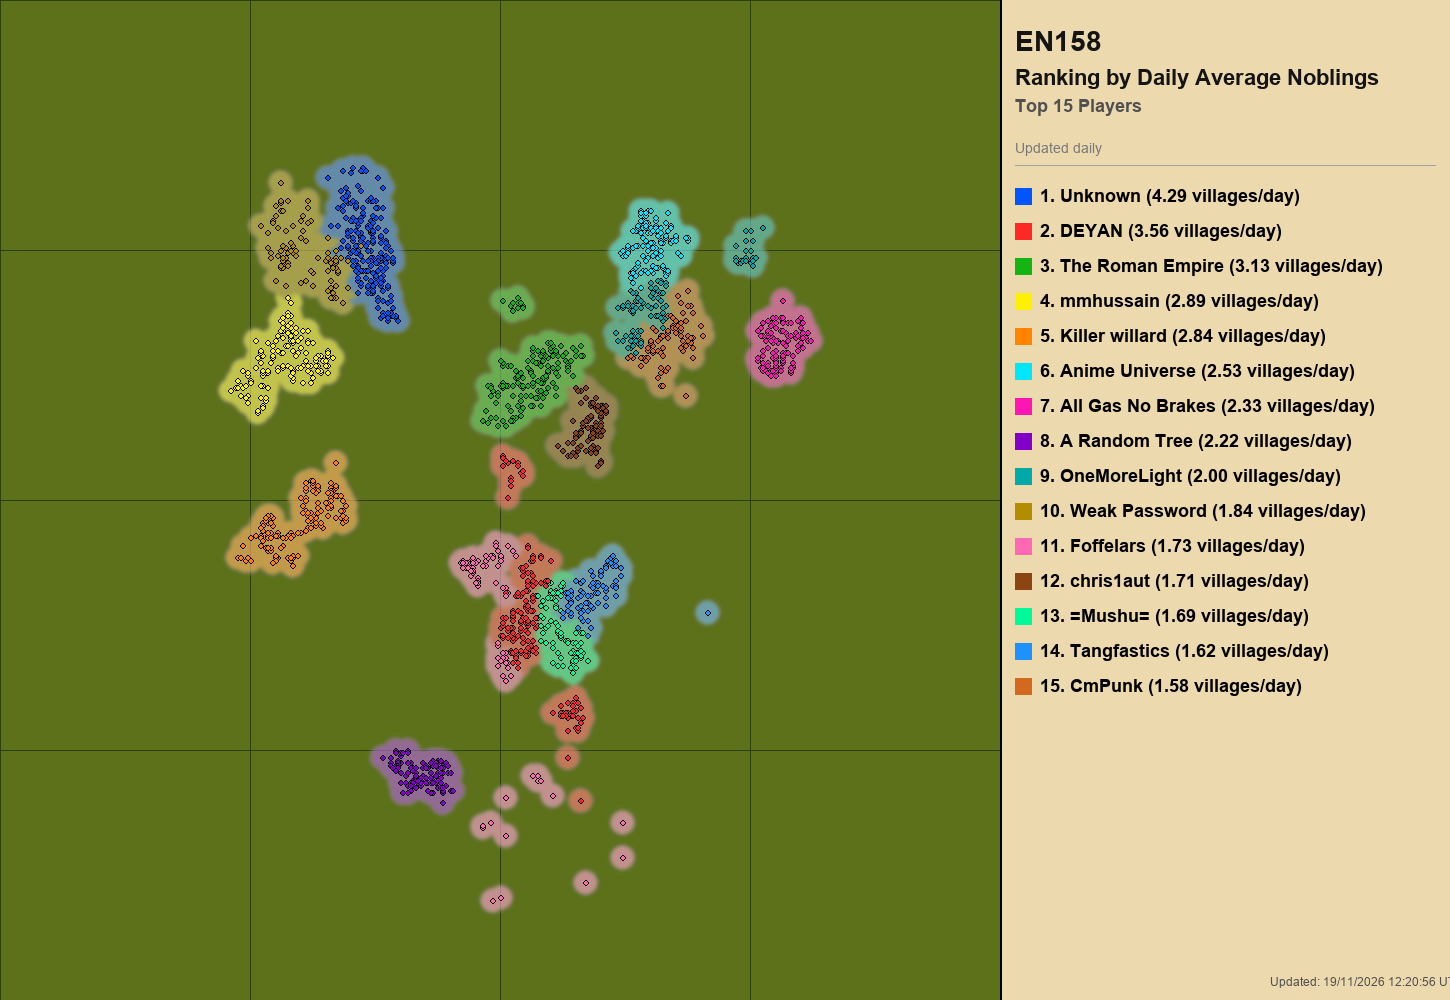 EN158
Ranking by Daily Average Noblings
Top 15 Players
Updated daily
1. Unknown (4.29 villages/day)
2. DEYAN (3.56 villages/day)
3. The Roman Empire (3.13 villages/day)
4. mmhussain (2.89 villages/day)
5. Killer willard (2.84 villages/day)
6. Anime Universe (2.53 villages/day)
7. All Gas No Brakes (2.33 villages/day)
8. A Random Tree (2.22 villages/day)
9. OneMoreLight (2.00 villages/day)
10. Weak Password (1.84 villages/day)
11. Foffelars (1.73 villages/day)
12. chris1aut (1.71 villages/day)
13. =Mushu= (1.69 villages/day)
14. Tangfastics (1.62 villages/day)
15. CmPunk (1.58 villages/day)
Updated: 19/11/2026 12:20:56 U